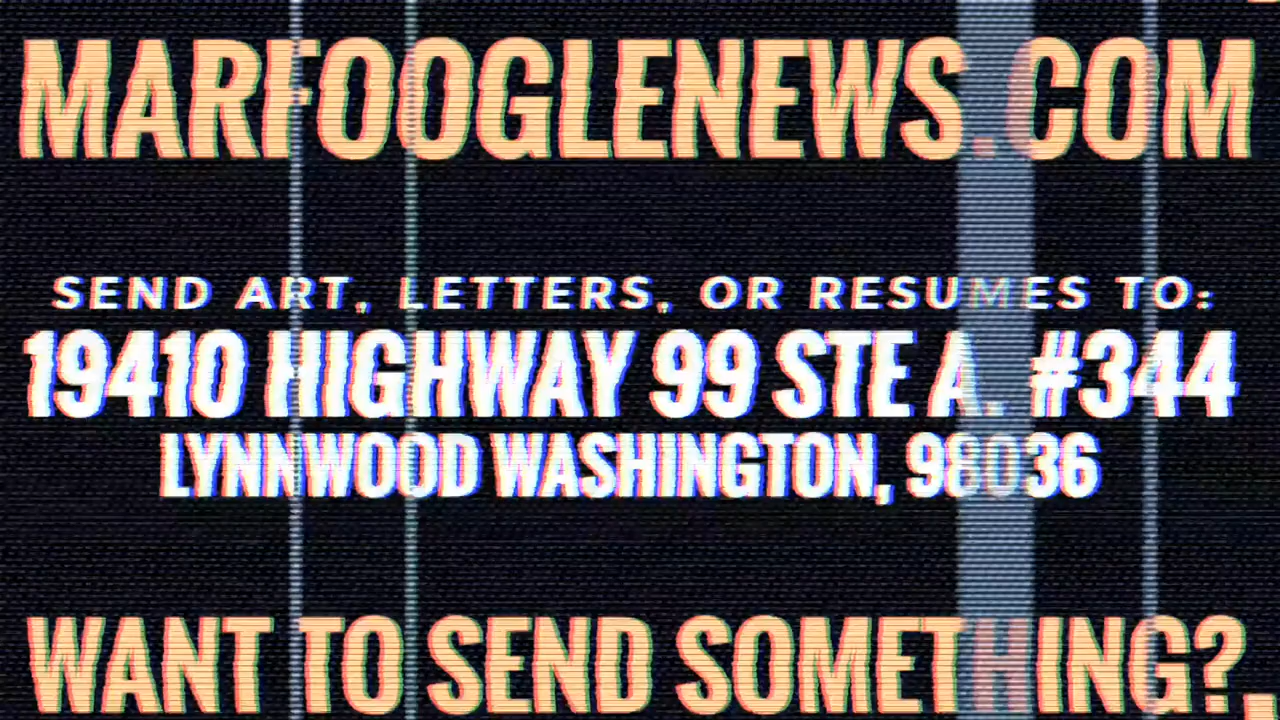 MARFOOGLENEWS.COM
SEND ART, LETTERS, OR RESUMES TO:
19410 HIGHWAY 99 STE A. #344
LYNNWOOD WASHINGTON, 98036
WANT TO SEND SOMETHING?